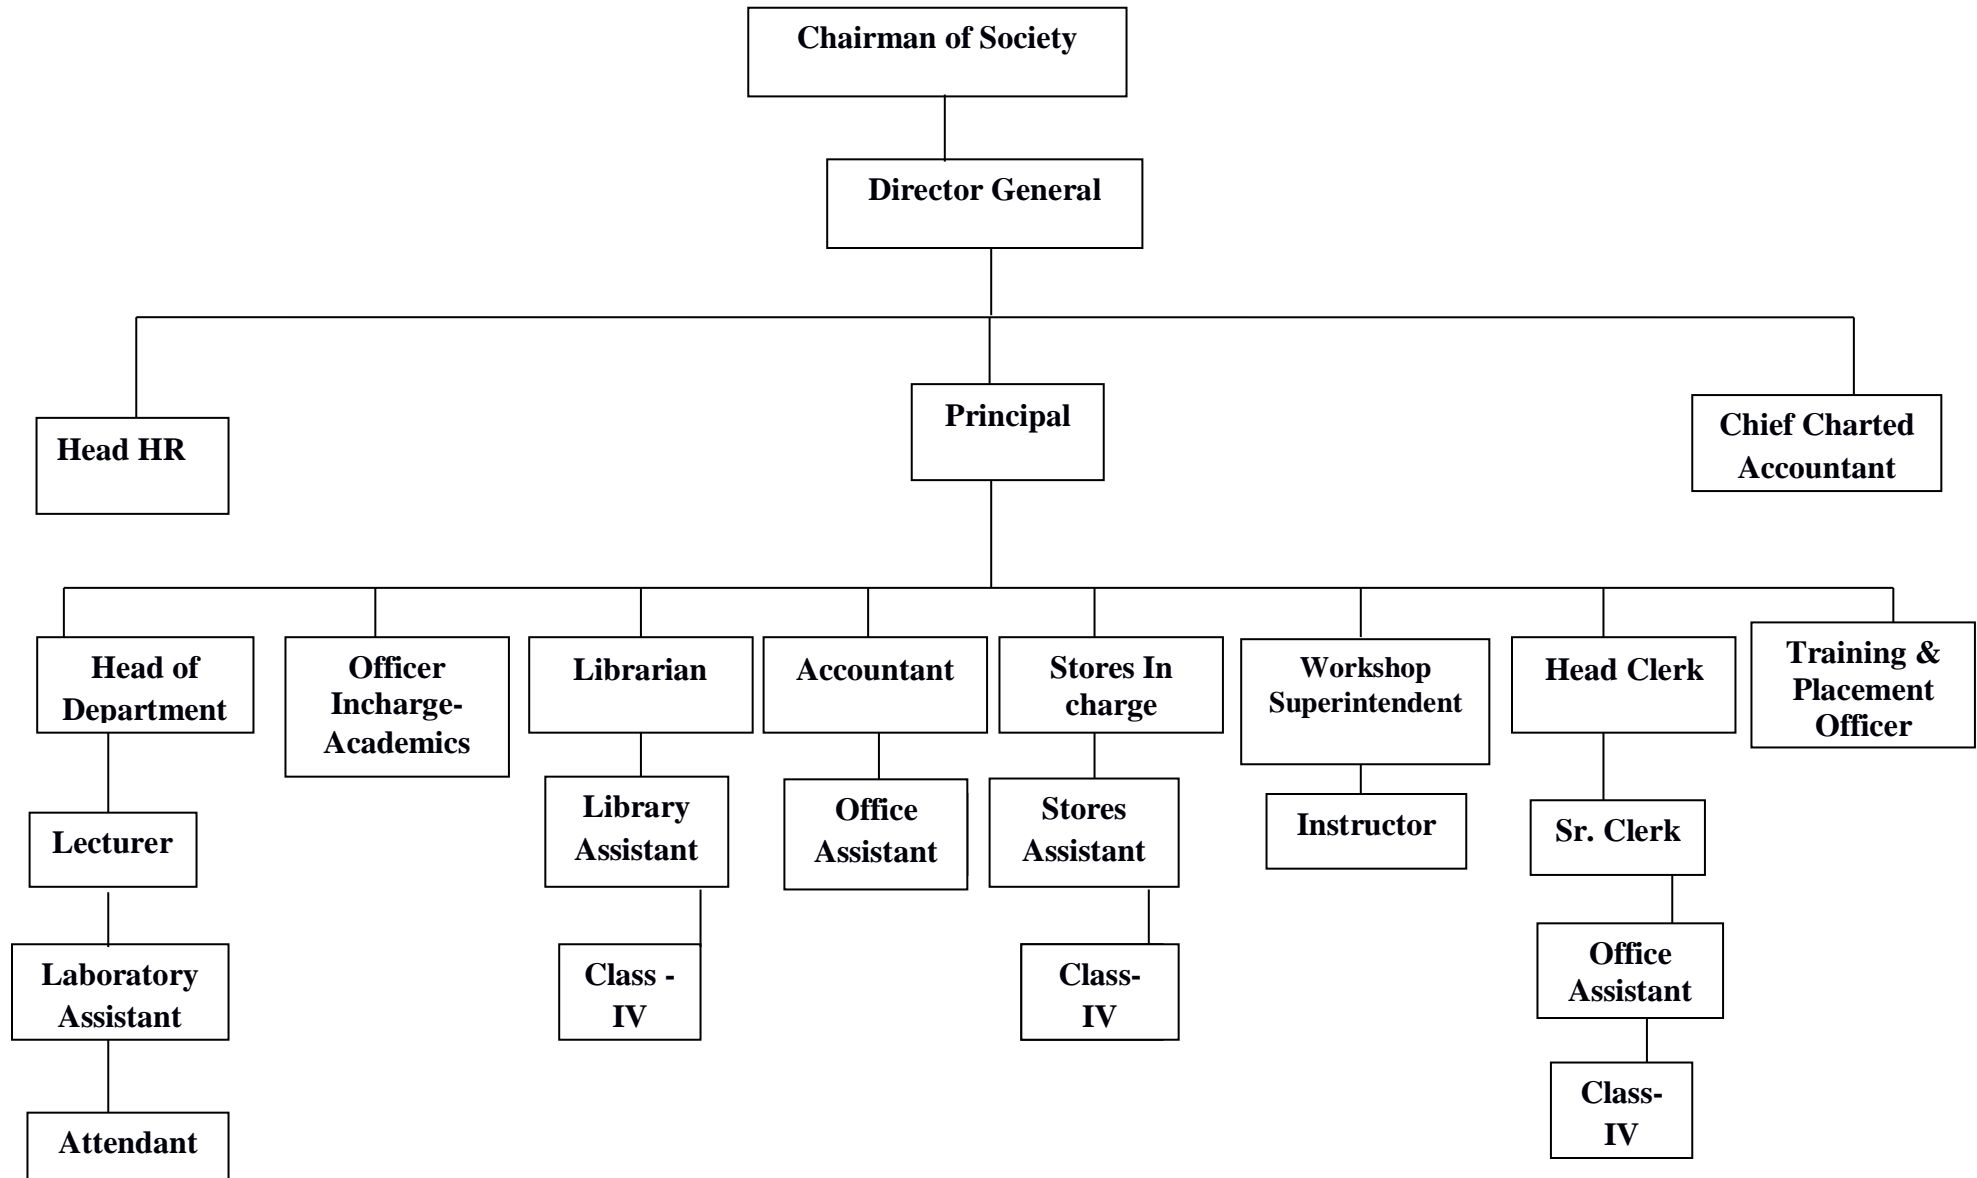 Chairman of Society
Director General
Head HR
Principal
Chief Charted
Accountant
Head of
Department
Officer
Incharge-
Academics
Librarian
Accountant
Stores In
charge
Workshop
Superintendent
Head Clerk
Training &
Placement
Officer
Lecturer
Library
Assistant
Office
Assistant
Stores
Assistant
Instructor
Sr. Clerk
Laboratory
Assistant
Class -
IV
Class-
IV
Office
Assistant
Attendant
Class-
IV